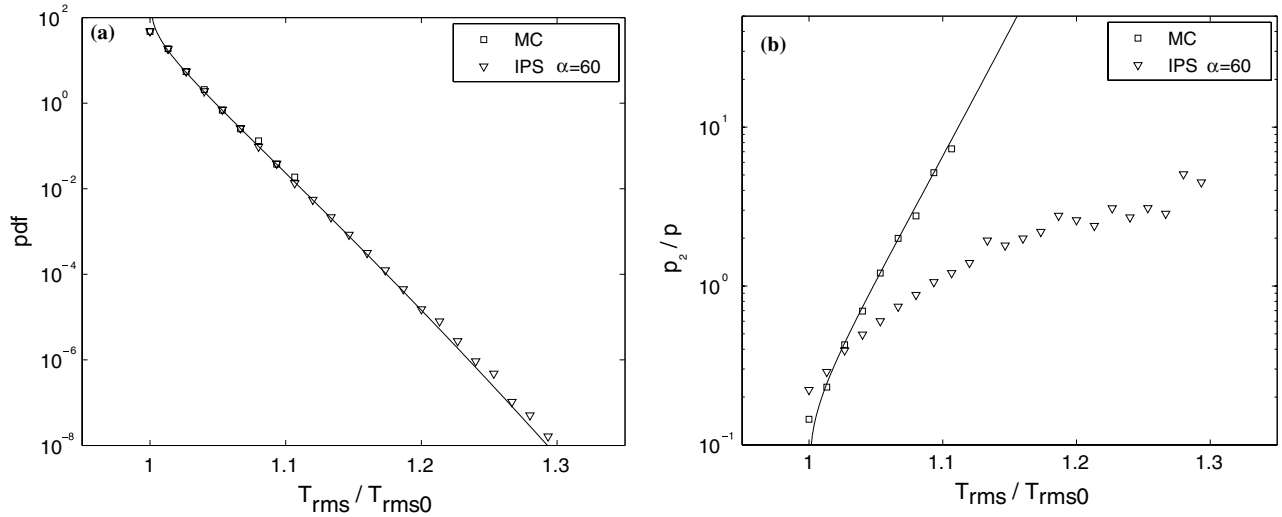 (a)
MC
IPS α=60
10^2
10^0
10^-2
10^-4
10^-6
10^-8
pdf
1 1.1 1.2 1.3
T_rms / T_rms0
(b)
MC
IPS α=60
10^1
10^0
10^-1
p_2 / p
1 1.1 1.2 1.3
T_rms / T_rms0